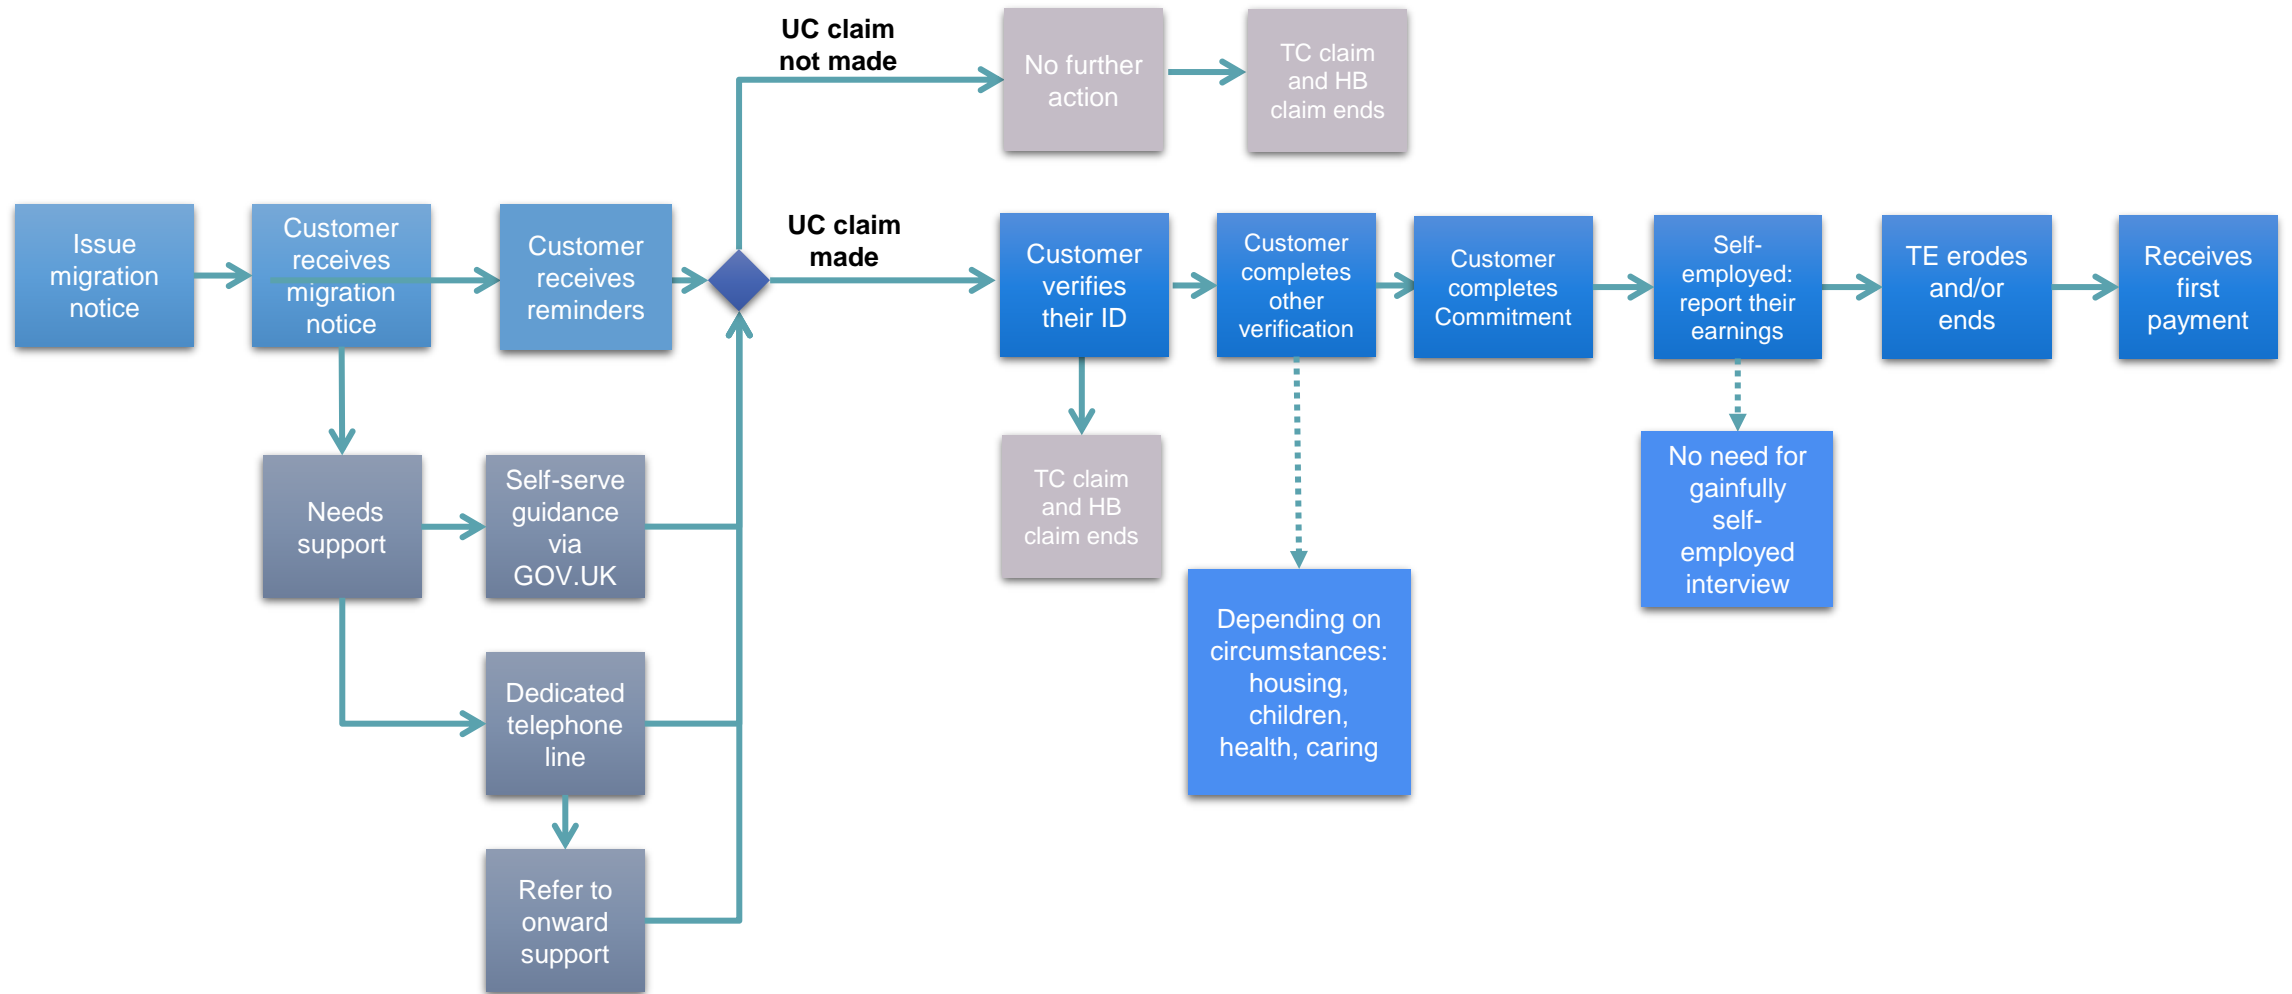 UC claim
not made
No further
action
TC claim
and HB
claim ends
Issue
migration
notice
Customer
receives
migration
notice
Customer
receives
reminders
UC claim
made
Customer
verifies
their ID
Customer
completes
other
verification
Customer
completes
Commitment
Self-
employed:
report their
earnings
TE erodes
and/or
ends
Receives
first
payment
Needs
support
Self-serve
guidance
via
GOV.UK
TC claim
and HB
claim ends
No need for
gainfully
self-
employed
interview
Depending on
circumstances:
housing,
children,
health, caring
Dedicated
telephone
line
Refer to
onward
support